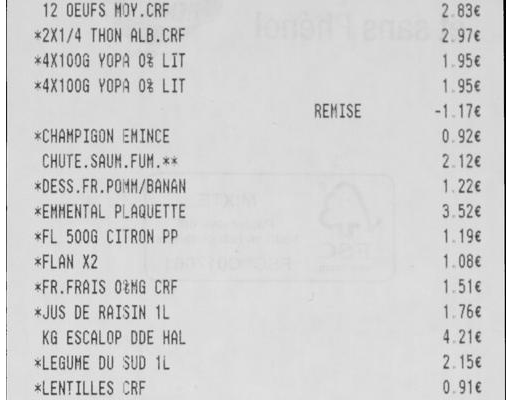 12 OEUFS MOY.CRF 2.83€
*2X1/4 THON ALB.CRF 2.97€
*4X100G YOPA 0% LIT 1.95€
*4X100G YOPA 0% LIT 1.95€
REMISE -1.17€
*CHAMPIGON EMINCE 0.92€
CHUTE.SAUM.FUM.** 2.12€
*DESS.FR.POMM/BANAN 1.22€
*EMMENTAL PLAQUETTE 3.52€
*FL 500G CITRON PP 1.19€
*FLAN X2 1.08€
*FR.FRAIS 0%MG CRF 1.51€
*JUS DE RAISIN 1L 1.76€
KG ESCALOP DDE HAL 4.21€
*LEGUME DU SUD 1L 2.15€
*LENTILLES CRF 0.91€